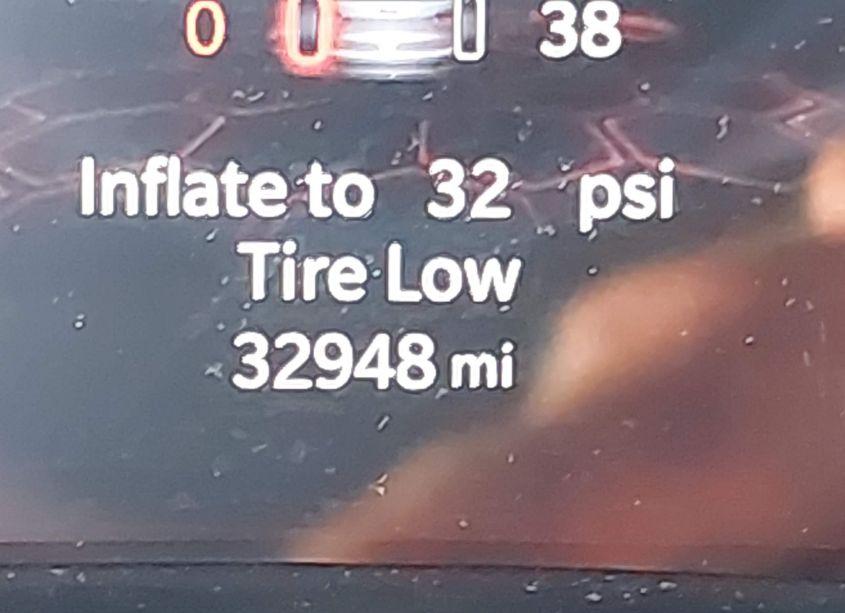 0 38
Inflate to 32 psi
Tire Low
32948 mi